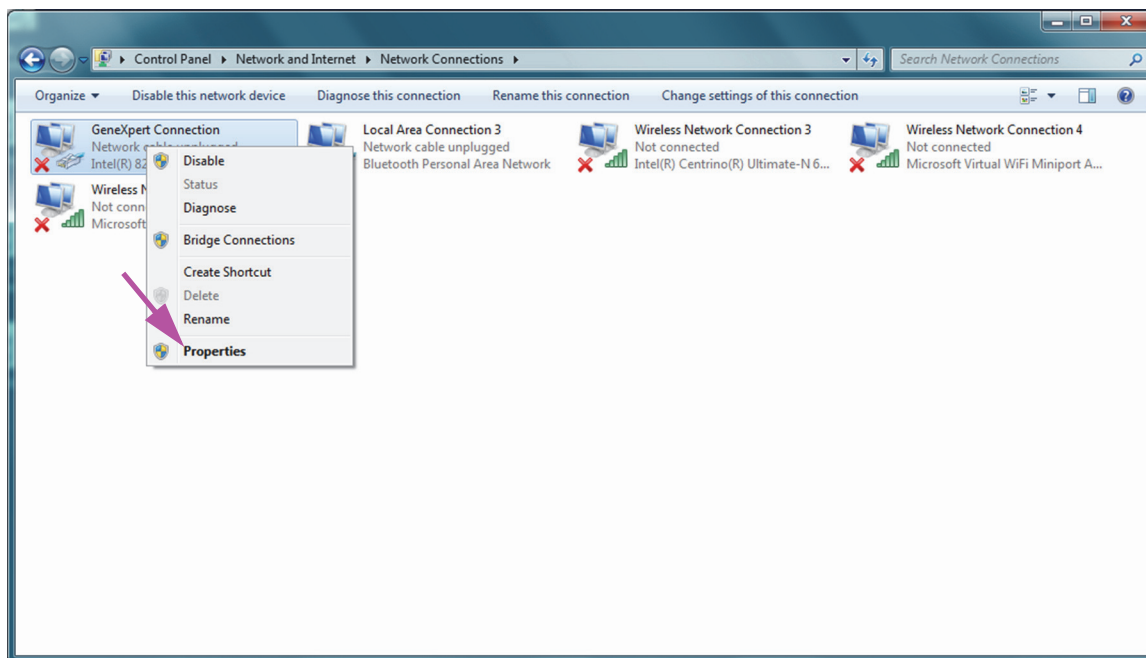 Control Panel ▸ Network and Internet ▸ Network Connections ▸
Search Network Connections
Organize Disable this network device Diagnose this connection Rename this connection Change settings of this connection
GeneXpert Connection
Network cable unplugged
Intel(R) 82
Local Area Connection 3
Network cable unplugged
Bluetooth Personal Area Network
Wireless Network Connection 3
Not connected
Intel(R) Centrino(R) Ultimate-N 6...
Wireless Network Connection 4
Not connected
Microsoft Virtual WiFi Miniport A...
Wireless N
Not conn
Microsoft
Disable
Status
Diagnose
Bridge Connections
Create Shortcut
Delete
Rename
Properties